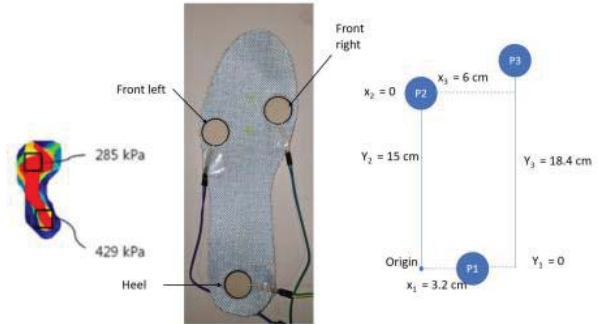 285 kPa
429 kPa
Front left
Front
right
Heel
P3
x₃ = 6 cm
x₂ = 0
P2
Y₂ = 15 cm
Y₃ = 18.4 cm
Origin
P1
Y₁ = 0
x₁ = 3.2 cm